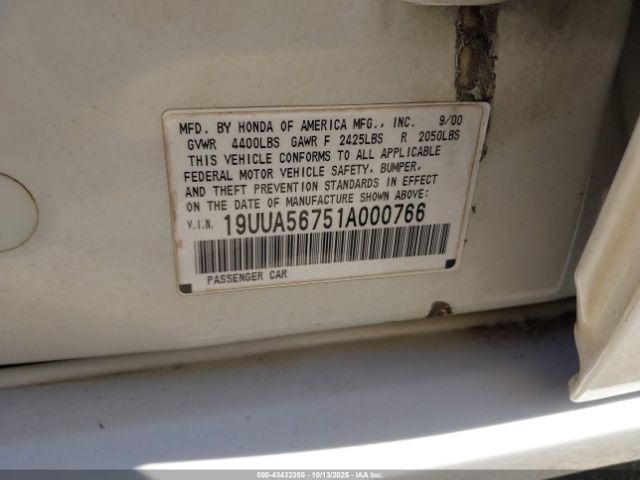 MFD. BY HONDA OF AMERICA MFG., INC. 9/00
GVWR 4400LBS GAWR F 2425LBS R 2050LBS
THIS VEHICLE CONFORMS TO ALL APPLICABLE
FEDERAL MOTOR VEHICLE SAFETY, BUMPER,
AND THEFT PREVENTION STANDARDS IN EFFECT
ON THE DATE OF MANUFACTURE SHOWN ABOVE:
V.I.N. 19UUA56751A000766
PASSENGER CAR
000-43432350 | 10/13/2025 | IAAI.COM